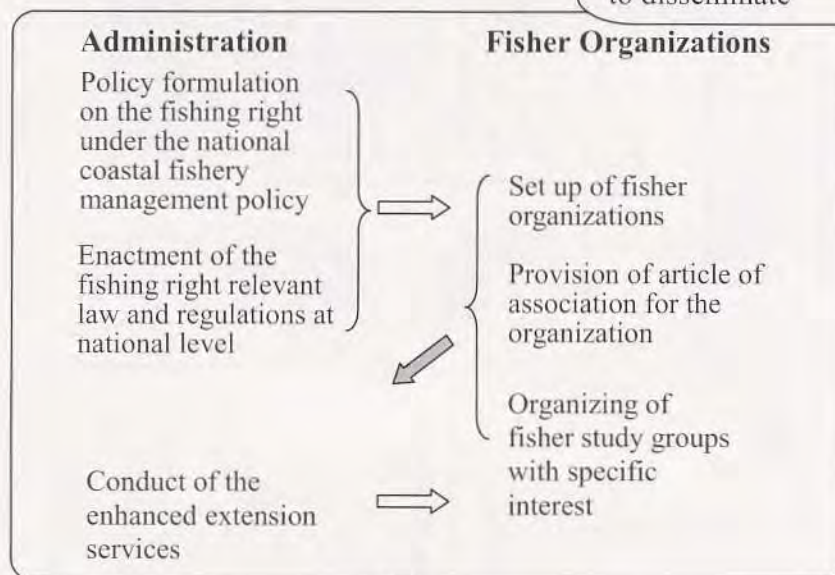 to disseminate
Administration
Policy formulation
on the fishing right
under the national
coastal fishery
management policy
Enactment of the
fishing right relevant
law and regulations at
national level
Conduct of the
enhanced extension
services
Fisher Organizations
Set up of fisher
organizations
Provision of article of
association for the
organization
Organizing of
fisher study groups
with specific
interest